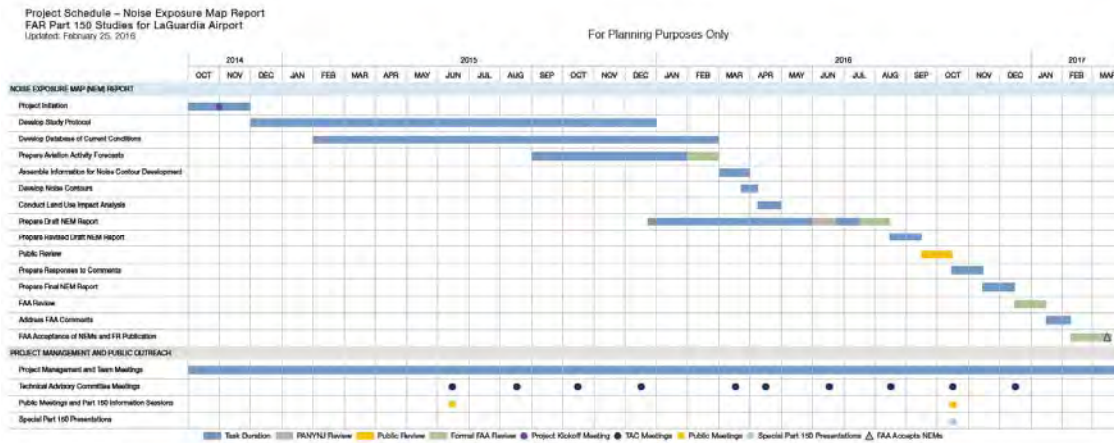 Project Schedule – Noise Exposure Map Report
FAR Part 150 Studies for LaGuardia Airport
Updated: February 25, 2016
For Planning Purposes Only
2014 2015 2016 2017
OCT NOV DEC JAN FEB MAR APR MAY JUN JUL AUG SEP OCT NOV DEC JAN FEB MAR APR MAY JUN JUL AUG SEP OCT NOV DEC JAN FEB MAR
NOISE EXPOSURE MAP (NEM) REPORT
Project Initiation
Develop Study Protocol
Develop Database of Current Conditions
Prepare Aviation Activity Forecasts
Assemble Information for Noise Contour Development
Develop Noise Contours
Conduct Land Use Impact Analysis
Prepare Draft NEM Report
Prepare Revised Draft NEM Report
Public Review
Prepare Responses to Comments
Prepare Final NEM Report
FAA Review
Address FAA Comments
FAA Acceptance of NEMs and FR Publication
PROJECT MANAGEMENT AND PUBLIC OUTREACH
Project Management and Team Meetings
Technical Advisory Committee Meetings
Public Meetings and Part 150 Information Sessions
Special Part 150 Presentations
Task Duration PANYNJ Review Public Review Formal FAA Review Project Kickoff Meeting TAC Meetings Public Meetings Special Part 150 Presentations FAA Accepts NEMs